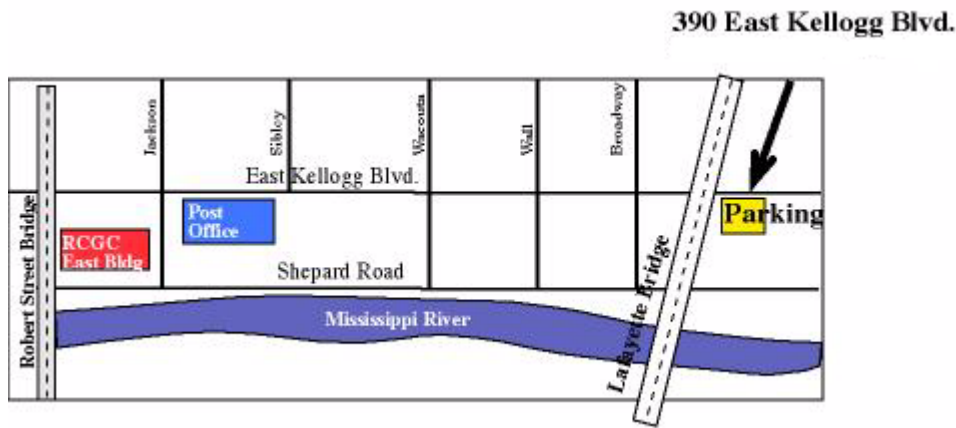 390 East Kellogg Blvd.
Jackson
Sibley
Wacouta
Wall
Broadway
East Kellogg Blvd.
Post
Office
Parking
RCGC
East Bldg
Shepard Road
Robert Street Bridge
Mississippi River
Lafayette Bridge